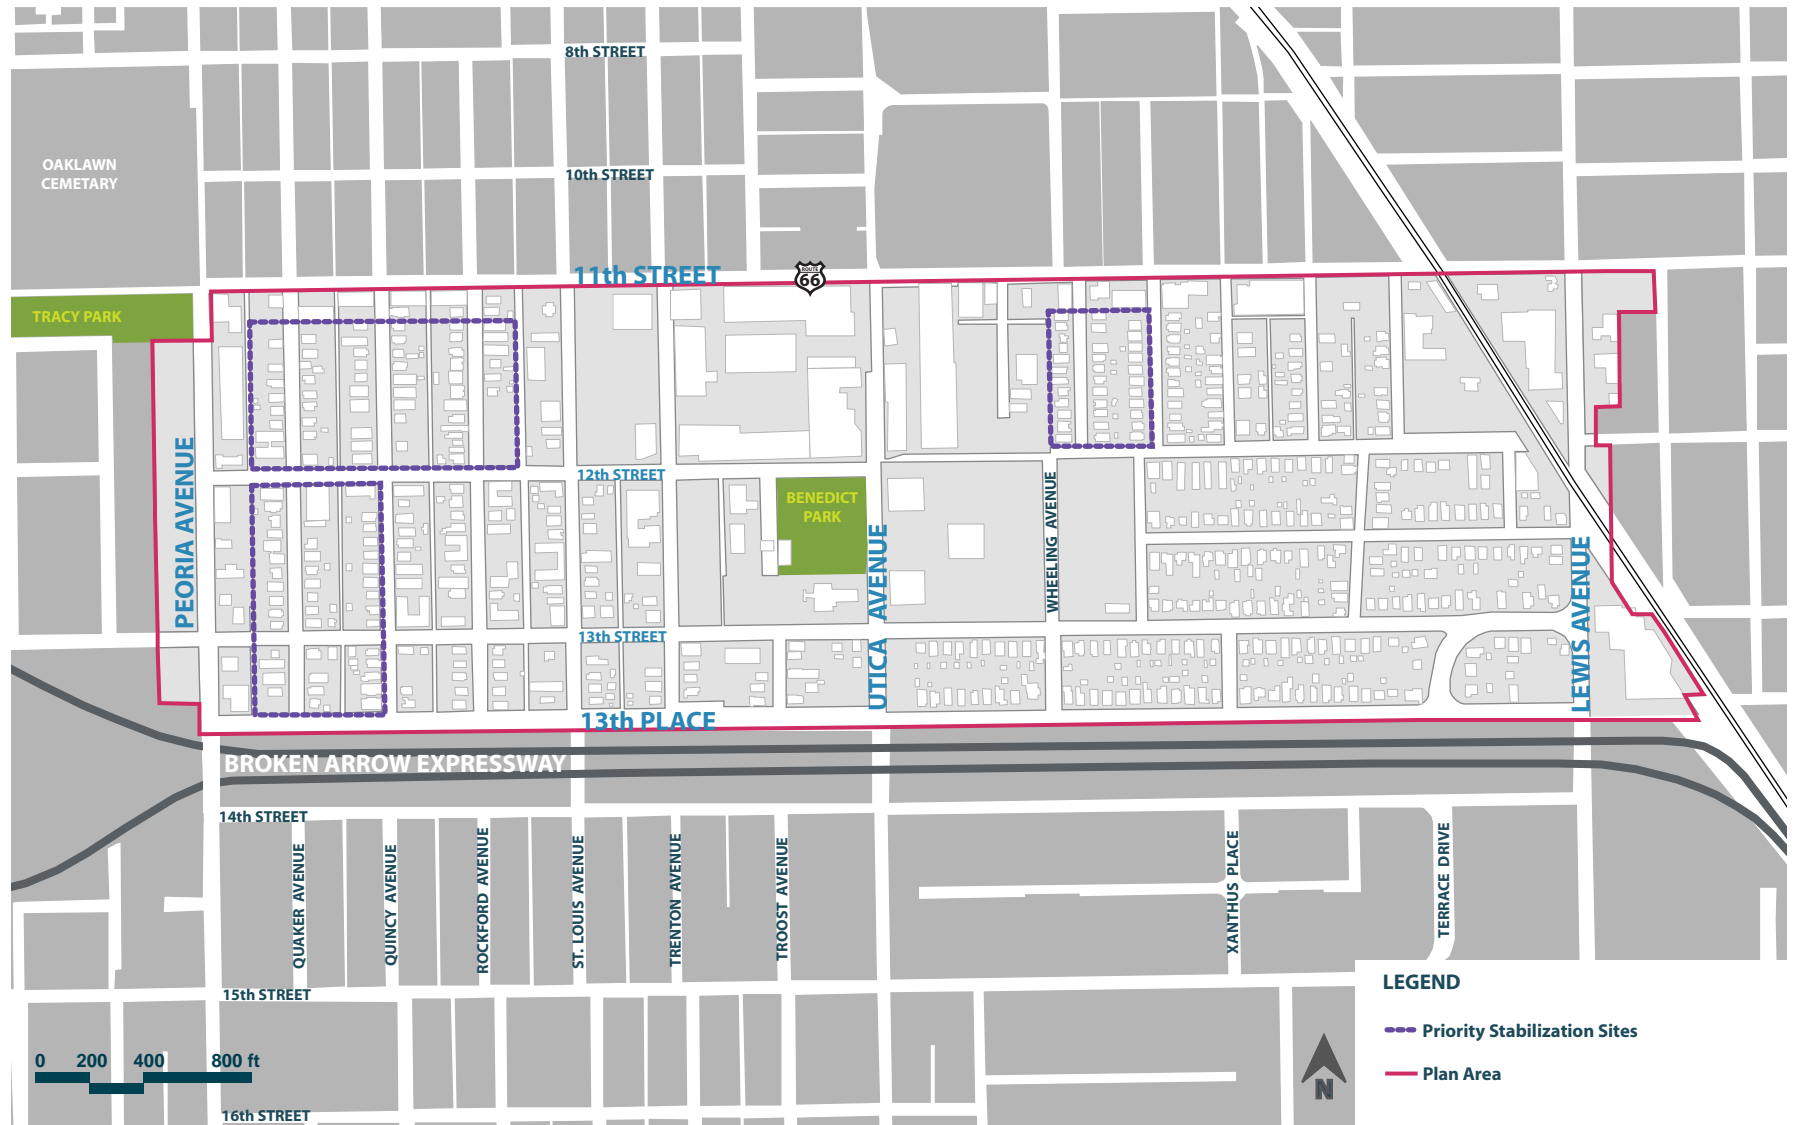 8th STREET
OAKLAWN
CEMETARY
10th STREET
11th STREET
ROUTE
66
TRACY PARK
PEORIA AVENUE
12th STREET
BENEDICT
PARK
UTICA AVENUE
WHEELING AVENUE
LEWIS AVENUE
13th STREET
13th PLACE
BROKEN ARROW EXPRESSWAY
14th STREET
QUAKER AVENUE
QUINCY AVENUE
ROCKFORD AVENUE
ST. LOUIS AVENUE
TRENTON AVENUE
TROOST AVENUE
XANTHUS PLACE
TERRACE DRIVE
15th STREET
LEGEND
Priority Stabilization Sites
Plan Area
0 200 400 800 ft
N
16th STREET